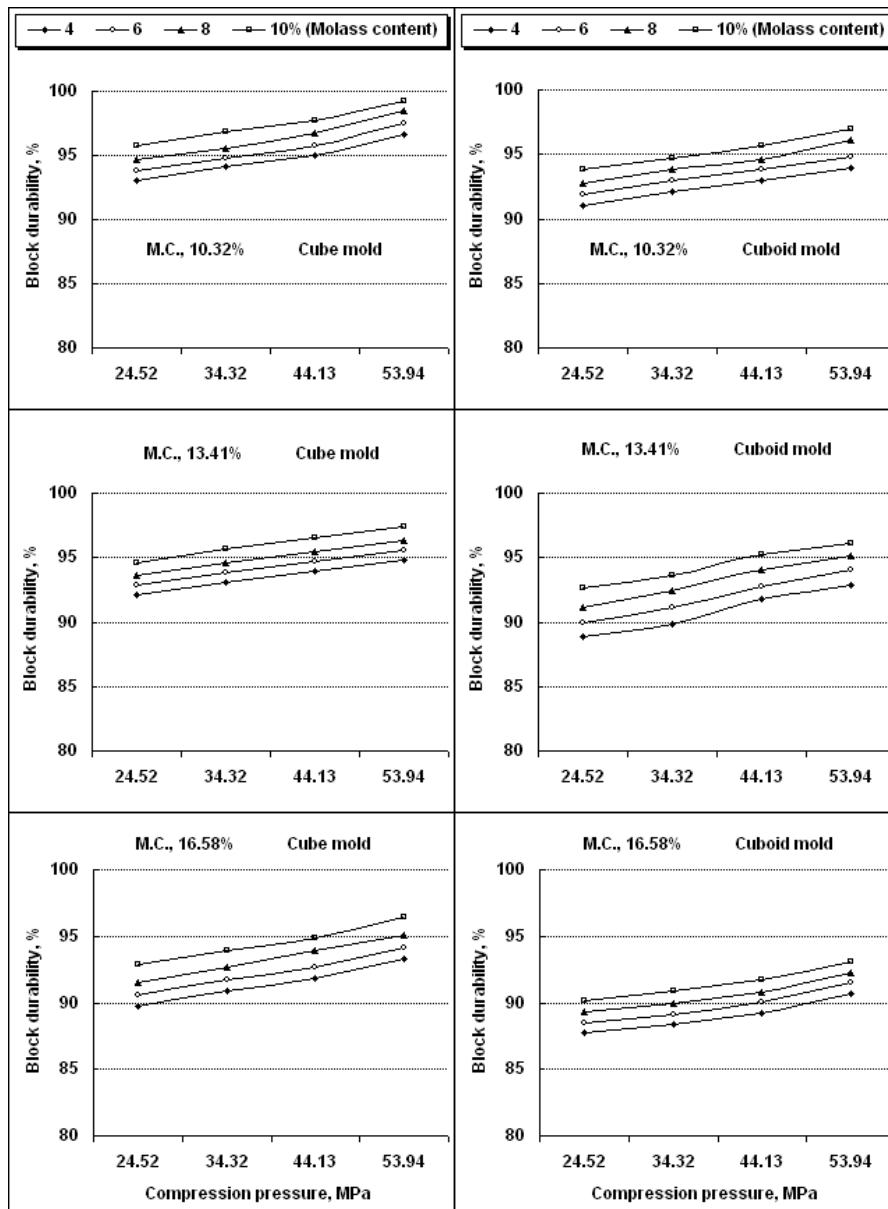 4 6 8 10% (Molass content)
4 6 8 10% (Molass content)
Block durability, %
100
95
90
85
80
M.C., 10.32% Cube mold
24.52 34.32 44.13 53.94
Block durability, %
100
95
90
85
80
M.C., 10.32% Cuboid mold
24.52 34.32 44.13 53.94
M.C., 13.41% Cube mold
Block durability, %
100
95
90
85
80
24.52 34.32 44.13 53.94
M.C., 13.41% Cuboid mold
Block durability, %
100
95
90
85
80
24.52 34.32 44.13 53.94
M.C., 16.58% Cube mold
Block durability, %
100
95
90
85
80
24.52 34.32 44.13 53.94
Compression pressure, MPa
M.C., 16.58% Cuboid mold
Block durability, %
100
95
90
85
80
24.52 34.32 44.13 53.94
Compression pressure, MPa